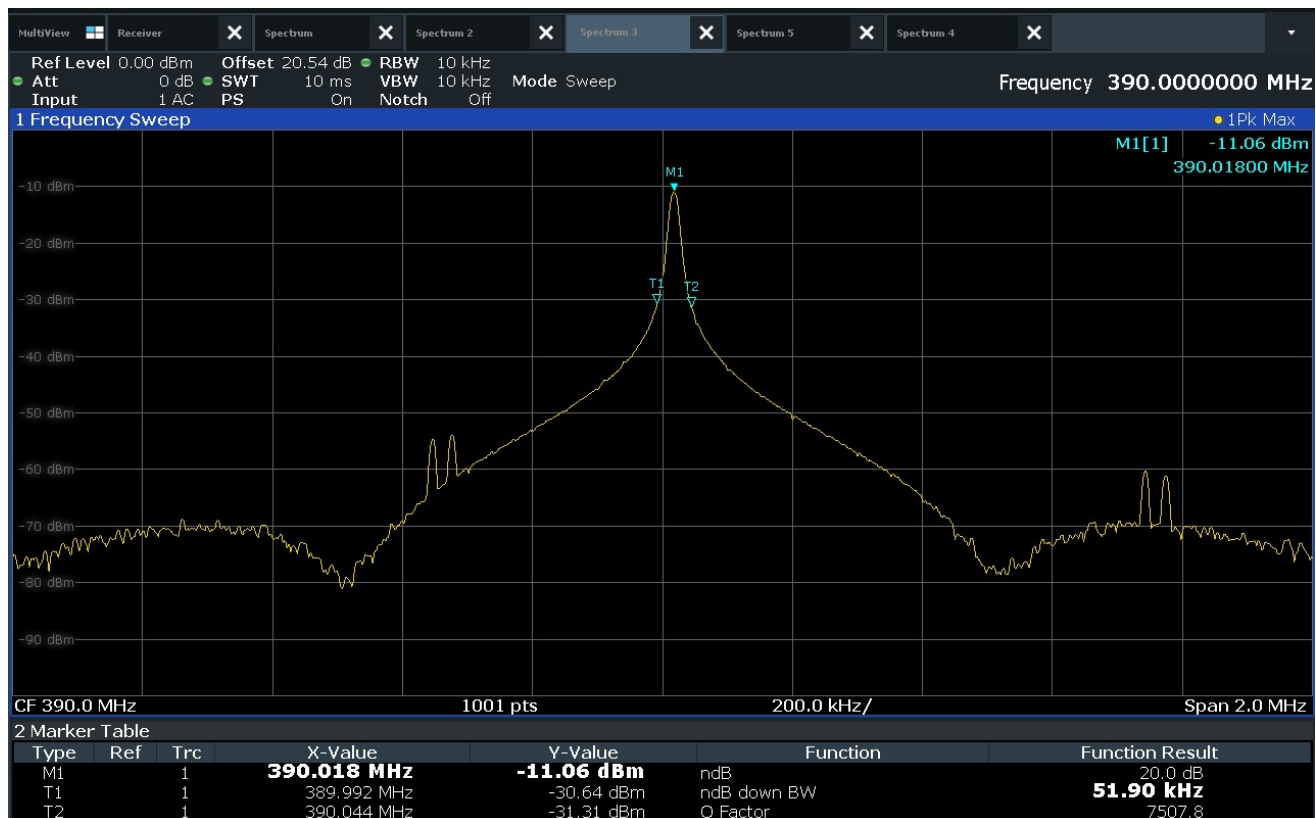 MultiView Receiver Spectrum Spectrum 2 Spectrum 3 Spectrum 5 Spectrum 4
Ref Level 0.00 dBm Offset 20.54 dB RBW 10 kHz
Att 0 dB SWT 10 ms VBW 10 kHz Mode Sweep Frequency 390.0000000 MHz
Input 1 AC PS On Notch Off
1 Frequency Sweep 1Pk Max
M1[1] -11.06 dBm
390.01800 MHz
M1
-10 dBm
-20 dBm
T1 T2
-30 dBm
-40 dBm
-50 dBm
-60 dBm
-70 dBm
-80 dBm
-90 dBm
CF 390.0 MHz 1001 pts 200.0 kHz/ Span 2.0 MHz
2 Marker Table
Type Ref Trc X-Value Y-Value Function Function Result
M1 1 390.018 MHz -11.06 dBm ndB 20.0 dB
T1 1 389.992 MHz -30.64 dBm ndB down BW 51.90 kHz
T2 1 390.044 MHz -31.31 dBm Q Factor 7507.8